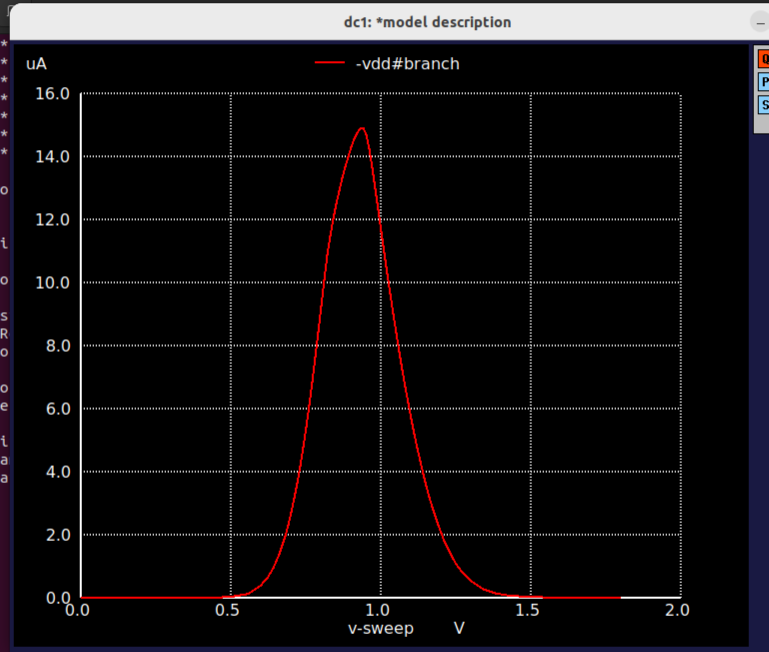 dc1: *model description
uA
-vdd#branch
16.0
14.0
12.0
10.0
8.0
6.0
4.0
2.0
0.0
0.0 0.5 1.0 1.5 2.0
v-sweep V
*
*
*
*
*
*
*
o
i
o
s
R
o
o
e
i
a
a
Q
P
S